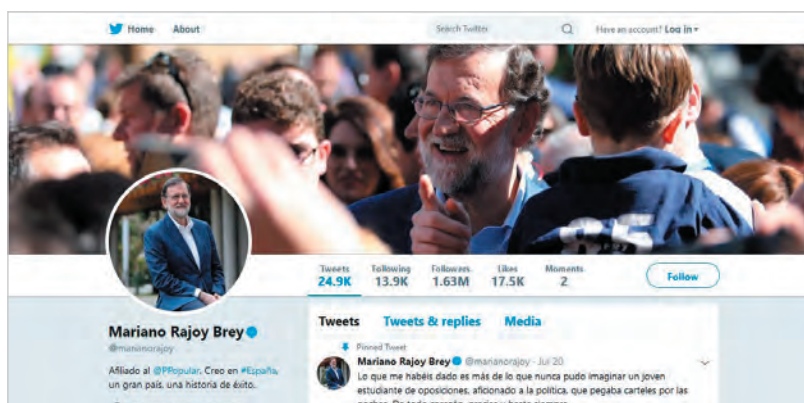 Home About Search Twitter Have an account? Log in
Tweets Following Followers Likes Moments
24.9K 13.9K 1.63M 17.5K 2
Follow
Mariano Rajoy Brey
@marianorajoy
Afiliado al @PPopular. Creo en #España,
un gran país, una historia de éxito.
Tweets Tweets & replies Media
Pinned Tweet
Mariano Rajoy Brey @marianorajoy · Jul 20
Lo que me habéis dado es más de lo que nunca pudo imaginar un joven
estudiante de oposiciones, aficionado a la política, que pegaba carteles por las